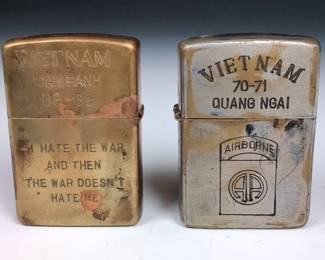 VIETNAM
I HATE THE WAR
AND THEN
THE WAR DOESN'T
HATE ME
VIETNAM
70-71
QUANG NGAI
AIRBORNE
AA